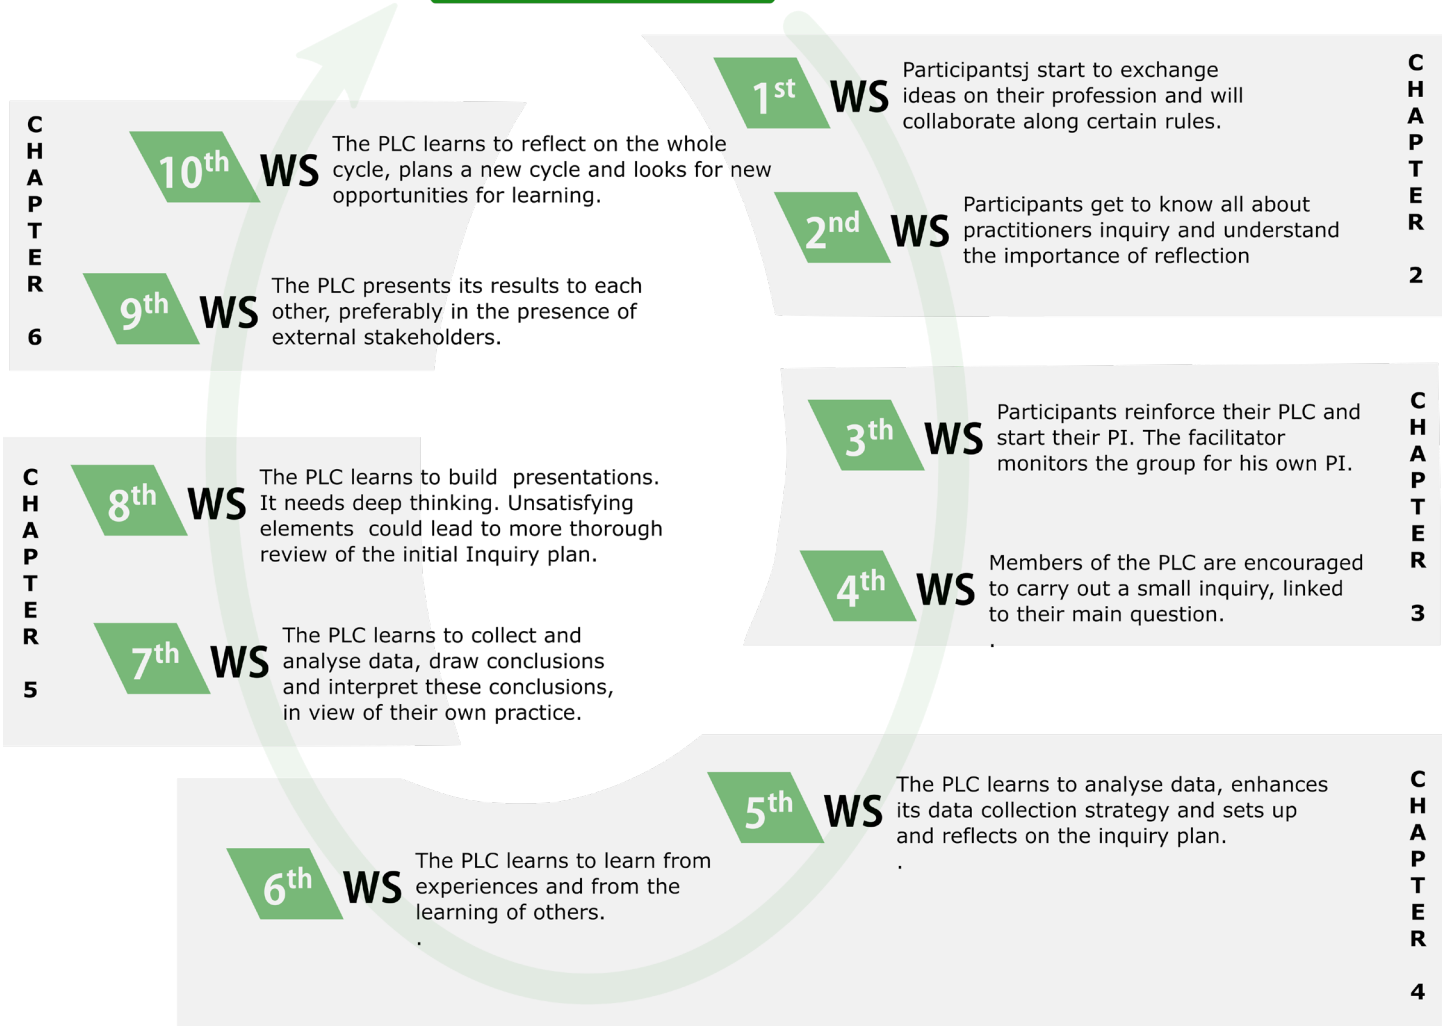 CHAPTER 2
1st WS
Participantsj start to exchange
ideas on their profession and will
collaborate along certain rules.
2nd WS
Participants get to know all about
practitioners inquiry and understand
the importance of reflection
CHAPTER 3
3th WS
Participants reinforce their PLC and
start their PI. The facilitator
monitors the group for his own PI.
4th WS
Members of the PLC are encouraged
to carry out a small inquiry, linked
to their main question.
.
CHAPTER 4
5th WS
The PLC learns to analyse data, enhances
its data collection strategy and sets up
and reflects on the inquiry plan.
.
6th WS
The PLC learns to learn from
experiences and from the
learning of others.
.
CHAPTER 5
7th WS
The PLC learns to collect and
analyse data, draw conclusions
and interpret these conclusions,
in view of their own practice.
8th WS
The PLC learns to build  presentations.
It needs deep thinking. Unsatisfying
elements  could lead to more thorough
review of the initial Inquiry plan.
CHAPTER 6
9th WS
The PLC presents its results to each
other, preferably in the presence of
external stakeholders.
10th WS
The PLC learns to reflect on the whole
cycle, plans a new cycle and looks for new
opportunities for learning.